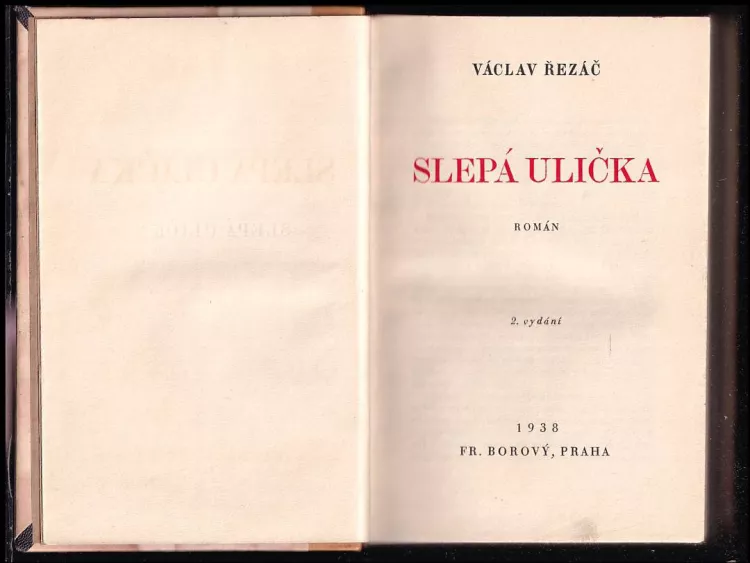 VÁCLAV ŘEZÁČ
SLEPÁ ULIČKA
ROMÁN
2. vydání
1938
FR. BOROVÝ, PRAHA